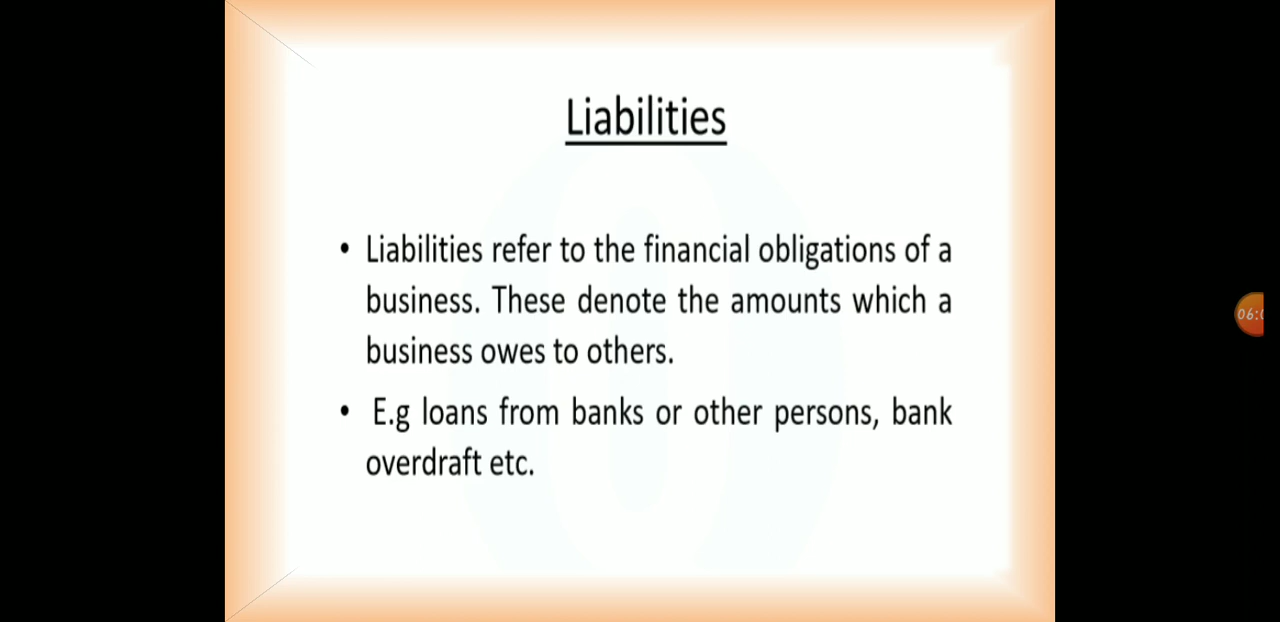 Liabilities
• Liabilities refer to the financial obligations of a
business. These denote the amounts which a
business owes to others.
• E.g loans from banks or other persons, bank
overdraft etc.